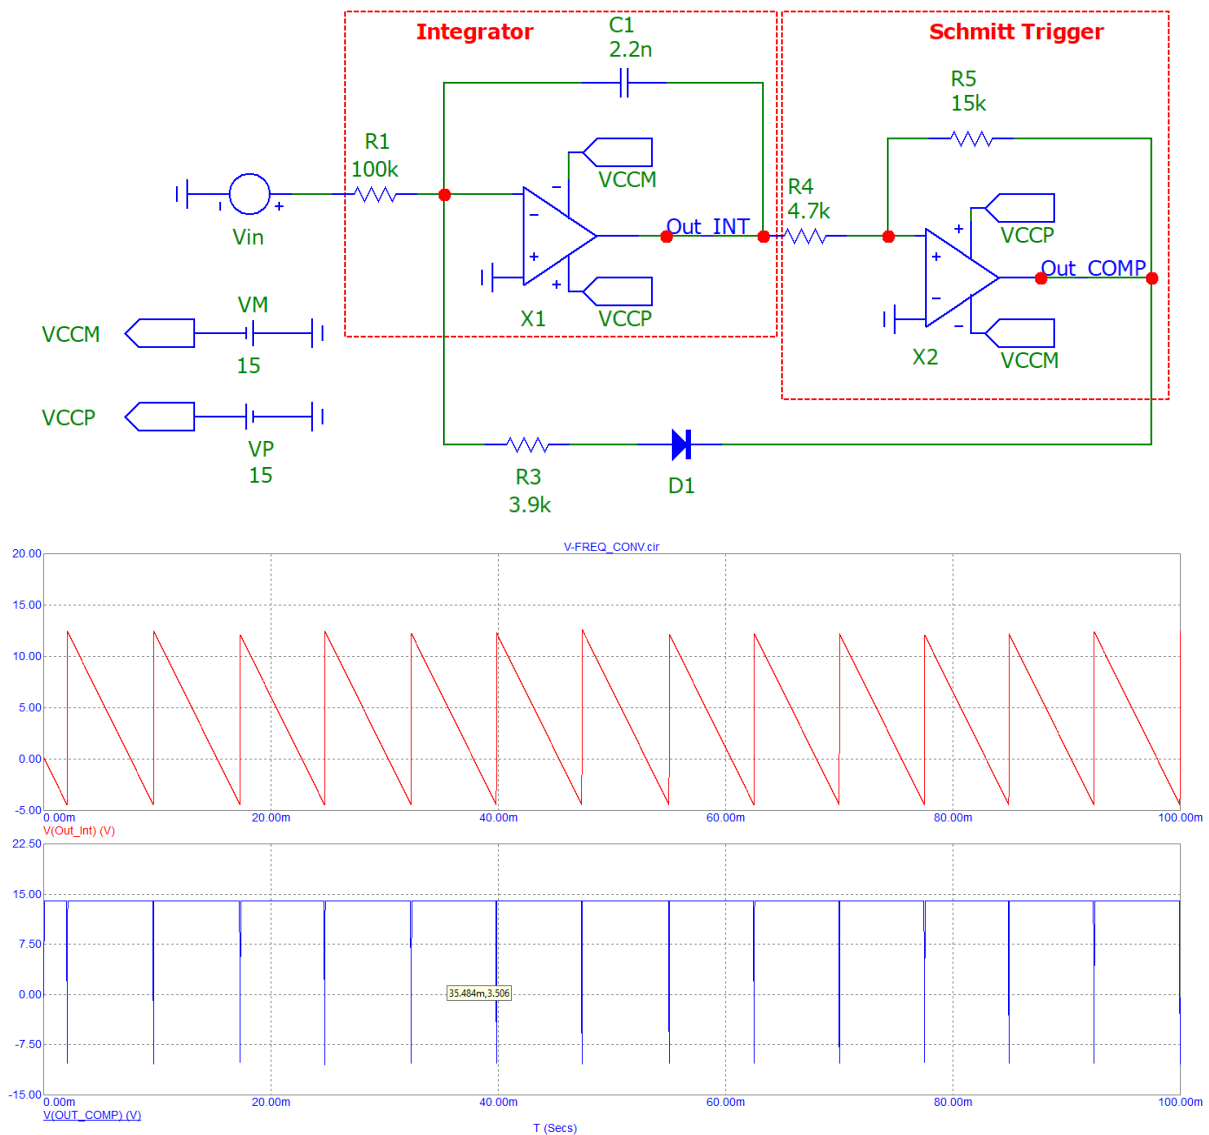 Integrator
C1
2.2n
Schmitt Trigger
R5
15k
R1
100k
VCCM
R4
4.7k
VCCP
Vin
Out_INT
Out_COMP
VCCP
X1
VCCM
X2
VM
VCCM
15
VCCP
VP
15
R3
3.9k
D1
V-FREQ_CONV.cir
20.00
15.00
10.00
5.00
0.00
-5.00
0.00m 20.00m 40.00m 60.00m 80.00m 100.00m
V(Out_Int) (V)
22.50
15.00
7.50
0.00
35.484m,3.506
-7.50
-15.00
0.00m 20.00m 40.00m 60.00m 80.00m 100.00m
V(OUT_COMP) (V)
T (Secs)